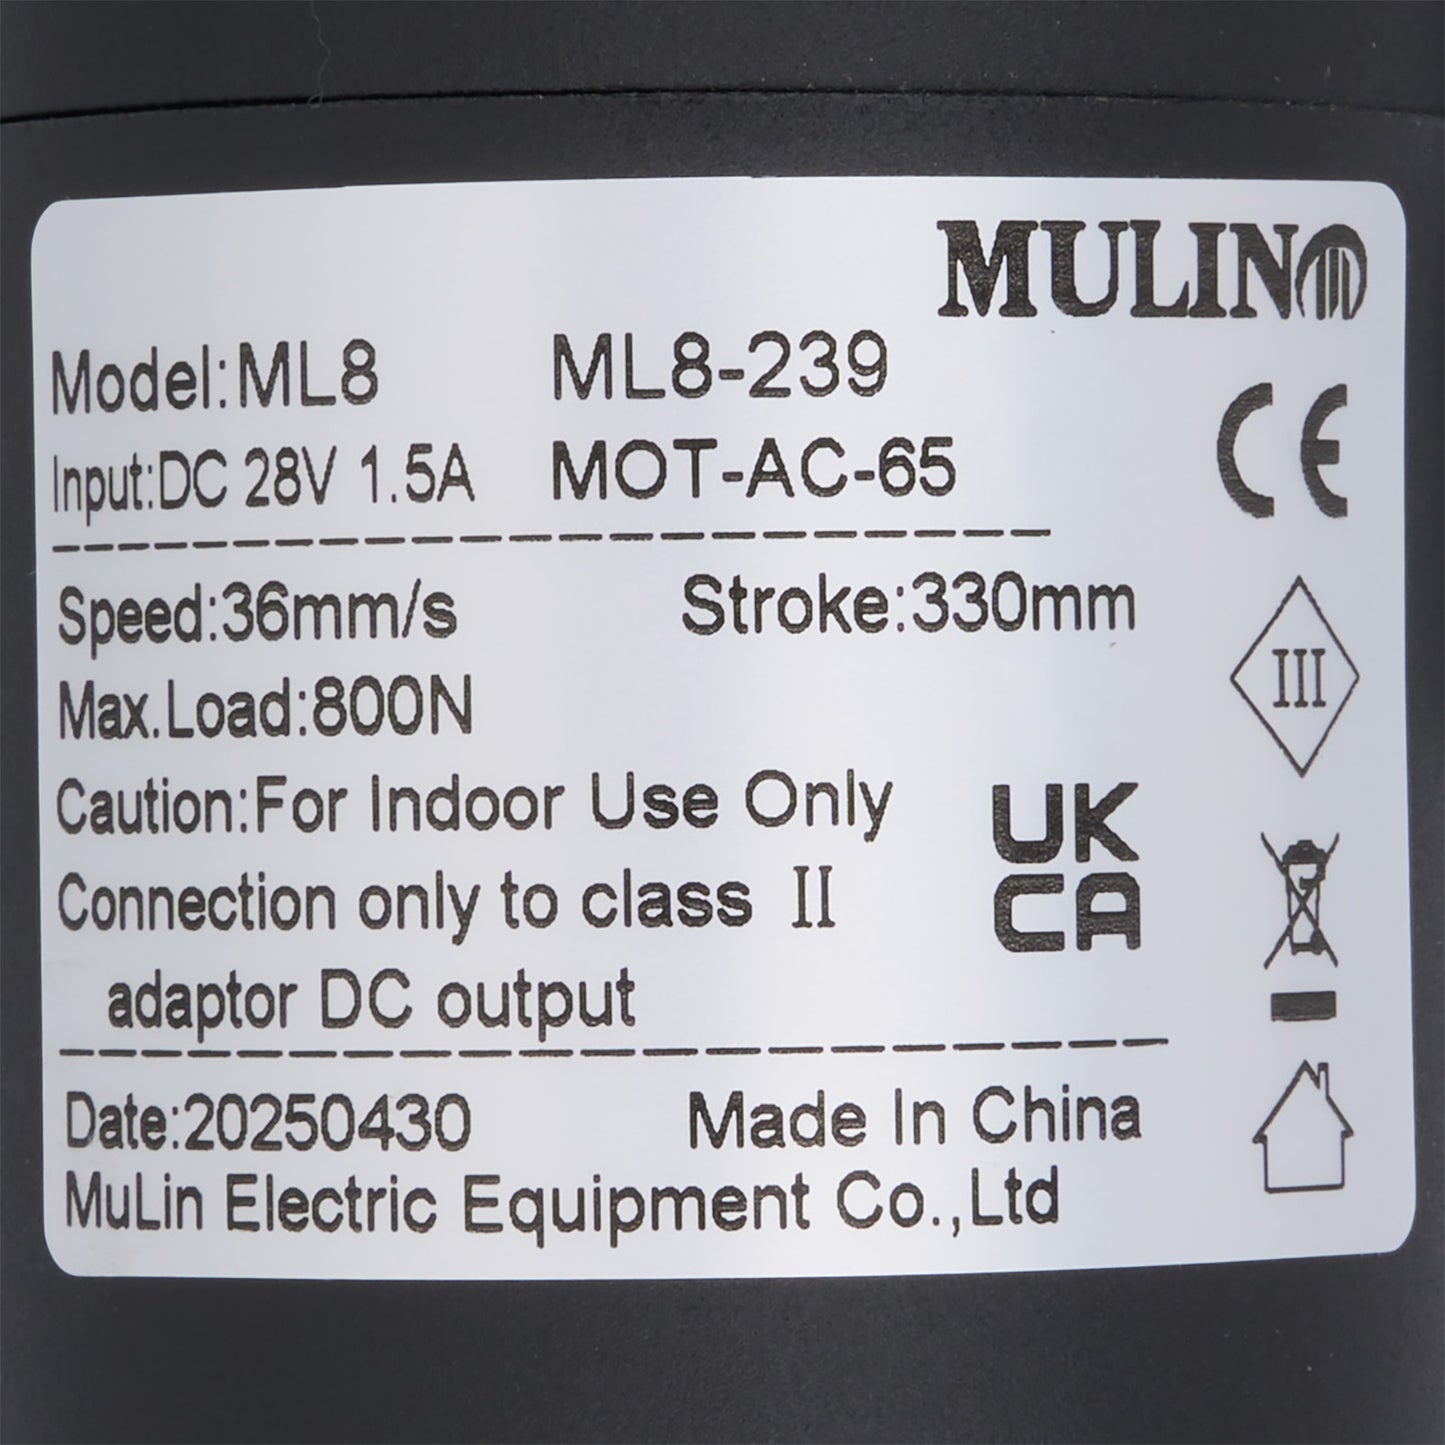 MULIN
Model:ML8 ML8-239
Input:DC 28V 1.5A MOT-AC-65
Speed:36mm/s Stroke:330mm
Max.Load:800N
III
Caution:For Indoor Use Only
Connection only to class II
adaptor DC output
CE
UK
CA
Date:20250430 Made In China
MuLin Electric Equipment Co.,Ltd